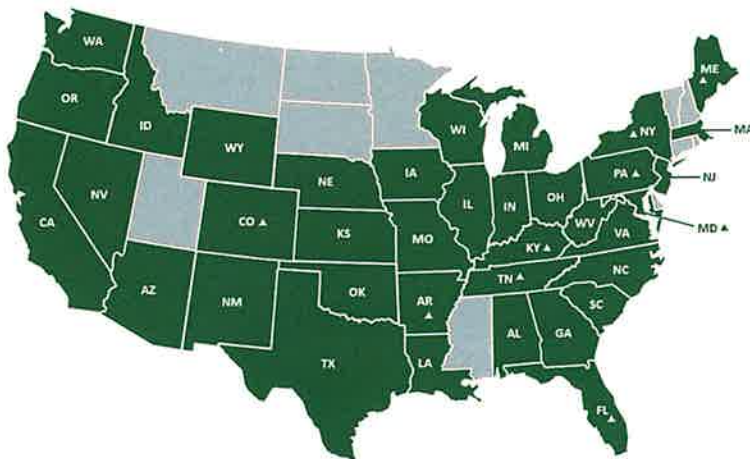 WA
ME ▲
OR
ID
WI
▲ NY
MA
WY
MI
NE
IA
PA ▲
NJ
NV
IL
IN
OH
CA
CO ▲
KS
MO
WV
VA
MD ▲
KY ▲
NC
TN ▲
AZ
NM
OK
AR ▲
SC
AL
GA
TX
LA
FL ▲